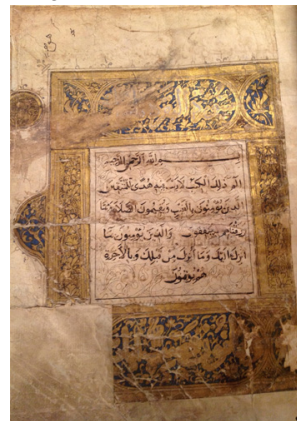 بسم الله الرحمن الرحيم
الم ذلك الكتب لا ريب فيه هدى للمتقين
الذين يؤمنون بالغيب ويقيمون الصلوة ومما
رزقنهم ينفقون والذين يؤمنون بما
انزل اليك وما انزل من قبلك وبالاخرة
هم يوقنون